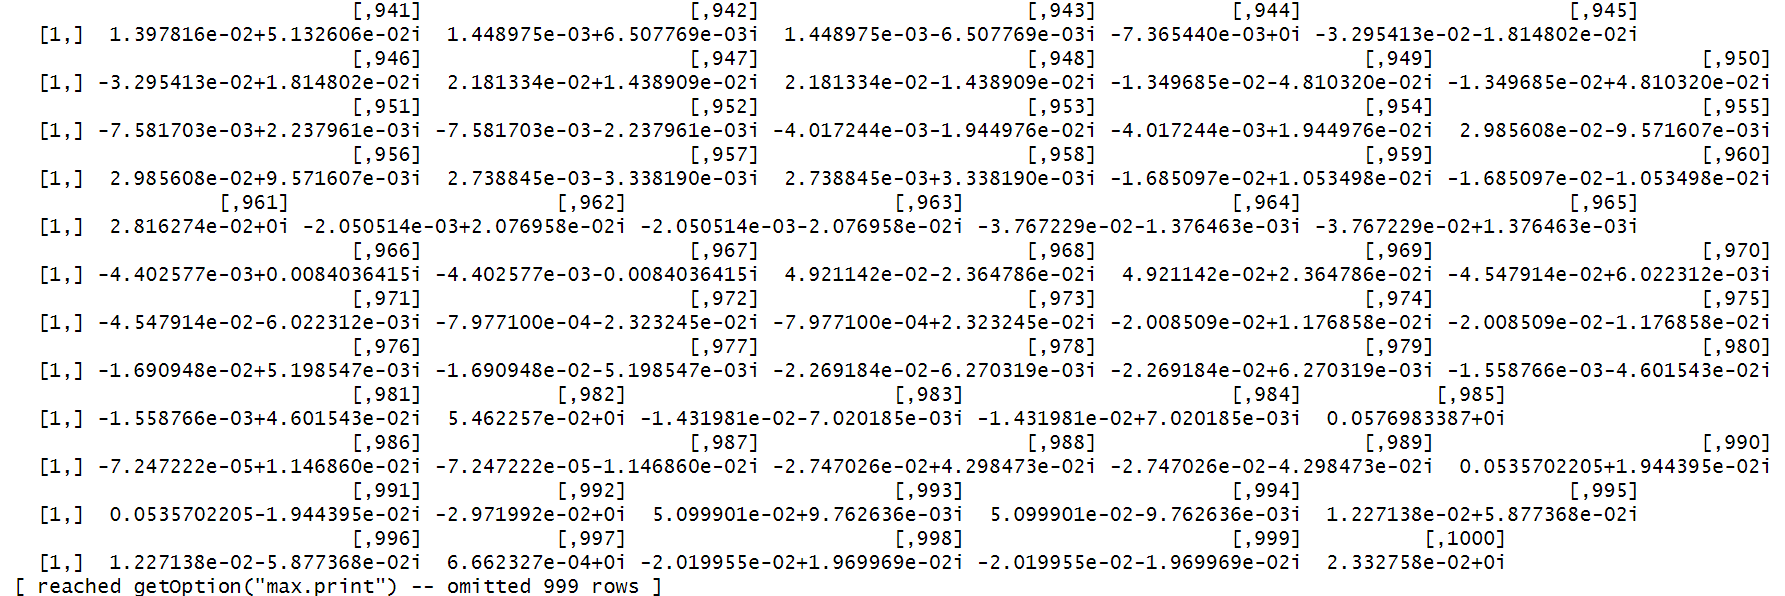 [,941] [,942] [,943] [,944] [,945]
[1,] 1.397816e-02+5.132606e-02i 1.448975e-03+6.507769e-03i 1.448975e-03-6.507769e-03i -7.365440e-03+0i -3.295413e-02-1.814802e-02i
[,946] [,947] [,948] [,949] [,950]
[1,] -3.295413e-02+1.814802e-02i 2.181334e-02+1.438909e-02i 2.181334e-02-1.438909e-02i -1.349685e-02-4.810320e-02i -1.349685e-02+4.810320e-02i
[,951] [,952] [,953] [,954] [,955]
[1,] -7.581703e-03+2.237961e-03i -7.581703e-03-2.237961e-03i -4.017244e-03-1.944976e-02i -4.017244e-03+1.944976e-02i 2.985608e-02-9.571607e-03i
[,956] [,957] [,958] [,959] [,960]
[1,] 2.985608e-02+9.571607e-03i 2.738845e-03-3.338190e-03i 2.738845e-03+3.338190e-03i -1.685097e-02+1.053498e-02i -1.685097e-02-1.053498e-02i
[,961] [,962] [,963] [,964] [,965]
[1,] 2.816274e-02+0i -2.050514e-03+2.076958e-02i -2.050514e-03-2.076958e-02i -3.767229e-02-1.376463e-03i -3.767229e-02+1.376463e-03i
[,966] [,967] [,968] [,969] [,970]
[1,] -4.402577e-03+0.0084036415i -4.402577e-03-0.0084036415i 4.921142e-02-2.364786e-02i 4.921142e-02+2.364786e-02i -4.547914e-02+6.022312e-03i
[,971] [,972] [,973] [,974] [,975]
[1,] -4.547914e-02-6.022312e-03i -7.977100e-04-2.323245e-02i -7.977100e-04+2.323245e-02i -2.008509e-02+1.176858e-02i -2.008509e-02-1.176858e-02i
[,976] [,977] [,978] [,979] [,980]
[1,] -1.690948e-02+5.198547e-03i -1.690948e-02-5.198547e-03i -2.269184e-02-6.270319e-03i -2.269184e-02+6.270319e-03i -1.558766e-03-4.601543e-02i
[,981] [,982] [,983] [,984] [,985]
[1,] -1.558766e-03+4.601543e-02i 5.462257e-02+0i -1.431981e-02-7.020185e-03i -1.431981e-02+7.020185e-03i 0.0576983387+0i
[,986] [,987] [,988] [,989] [,990]
[1,] -7.247222e-05+1.146860e-02i -7.247222e-05-1.146860e-02i -2.747026e-02+4.298473e-02i -2.747026e-02-4.298473e-02i 0.0535702205+1.944395e-02i
[,991] [,992] [,993] [,994] [,995]
[1,] 0.0535702205-1.944395e-02i -2.971992e-02+0i 5.099901e-02+9.762636e-03i 5.099901e-02-9.762636e-03i 1.227138e-02+5.877368e-02i
[,996] [,997] [,998] [,999] [,1000]
[1,] 1.227138e-02-5.877368e-02i 6.662327e-04+0i -2.019955e-02+1.969969e-02i -2.019955e-02-1.969969e-02i 2.332758e-02+0i
[ reached getOption("max.print") -- omitted 999 rows ]